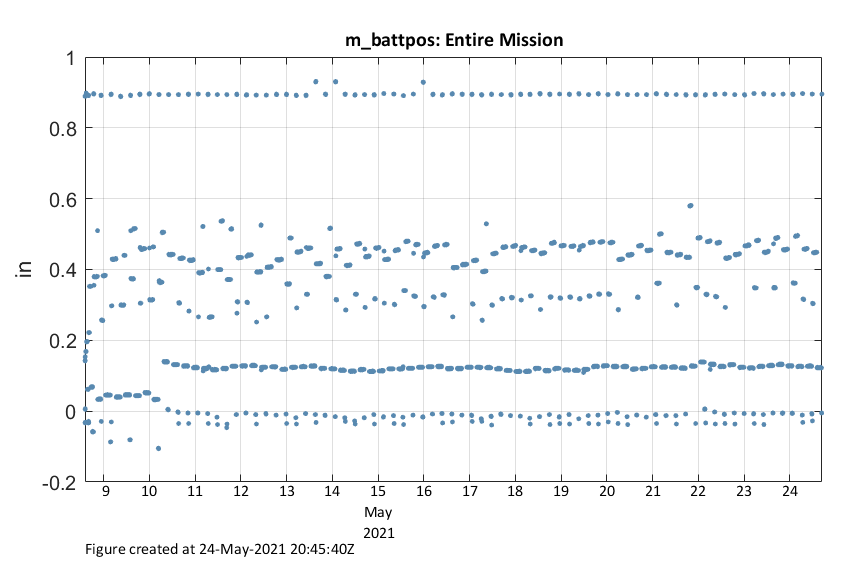 m_battpos: Entire Mission
1
0.8
0.6
0.4
0.2
0
-0.2
in
9 10 11 12 13 14 15 16 17 18 19 20 21 22 23 24
May
2021
Figure created at 24-May-2021 20:45:40Z